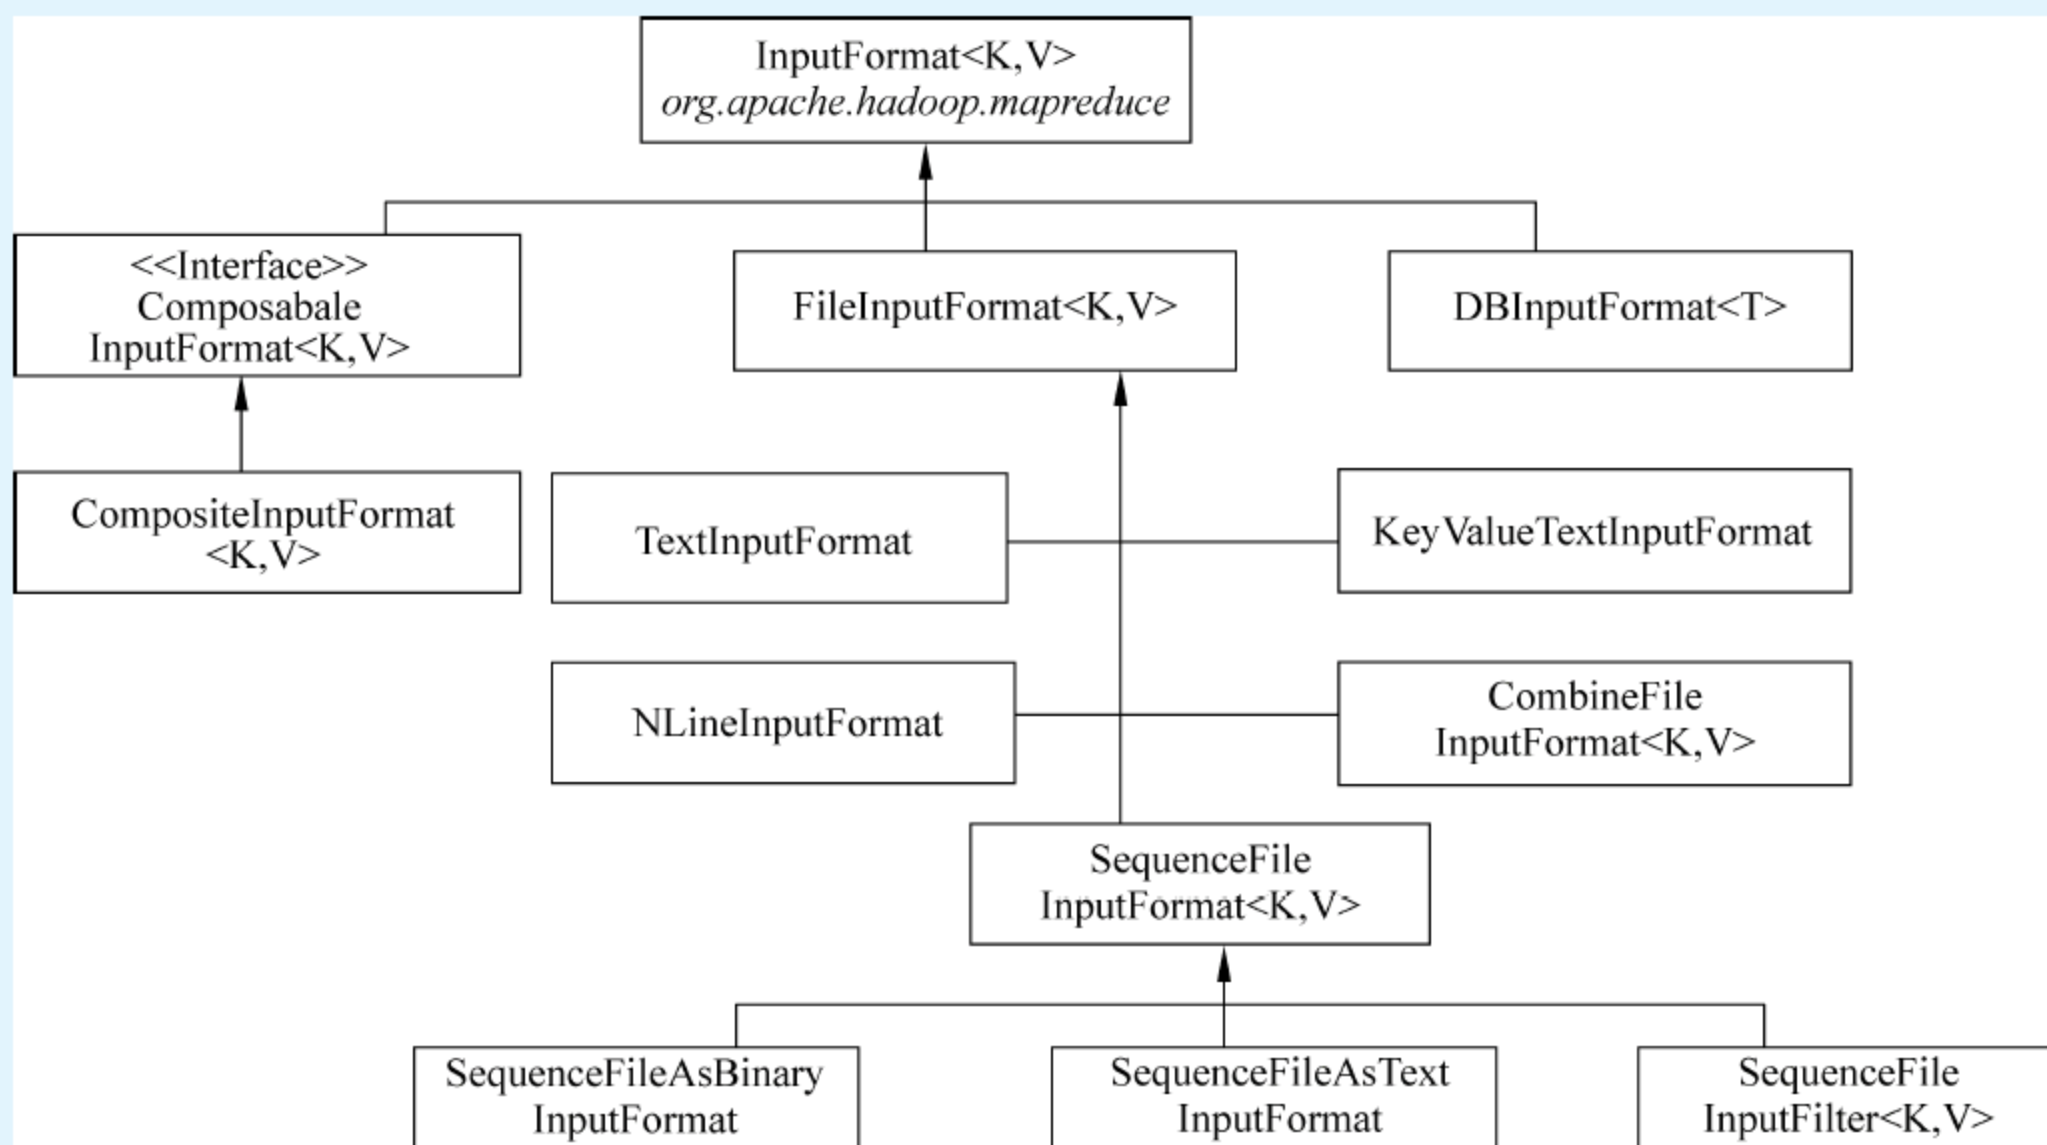 InputFormat<K,V>
org.apache.hadoop.mapreduce
<<Interface>>
Composabale
InputFormat<K,V>
FileInputFormat<K,V>
DBInputFormat<T>
CompositeInputFormat
<K,V>
TextInputFormat
KeyValueTextInputFormat
NLineInputFormat
CombineFile
InputFormat<K,V>
SequenceFile
InputFormat<K,V>
SequenceFileAsBinary
InputFormat
SequenceFileAsText
InputFormat
SequenceFile
InputFilter<K,V>